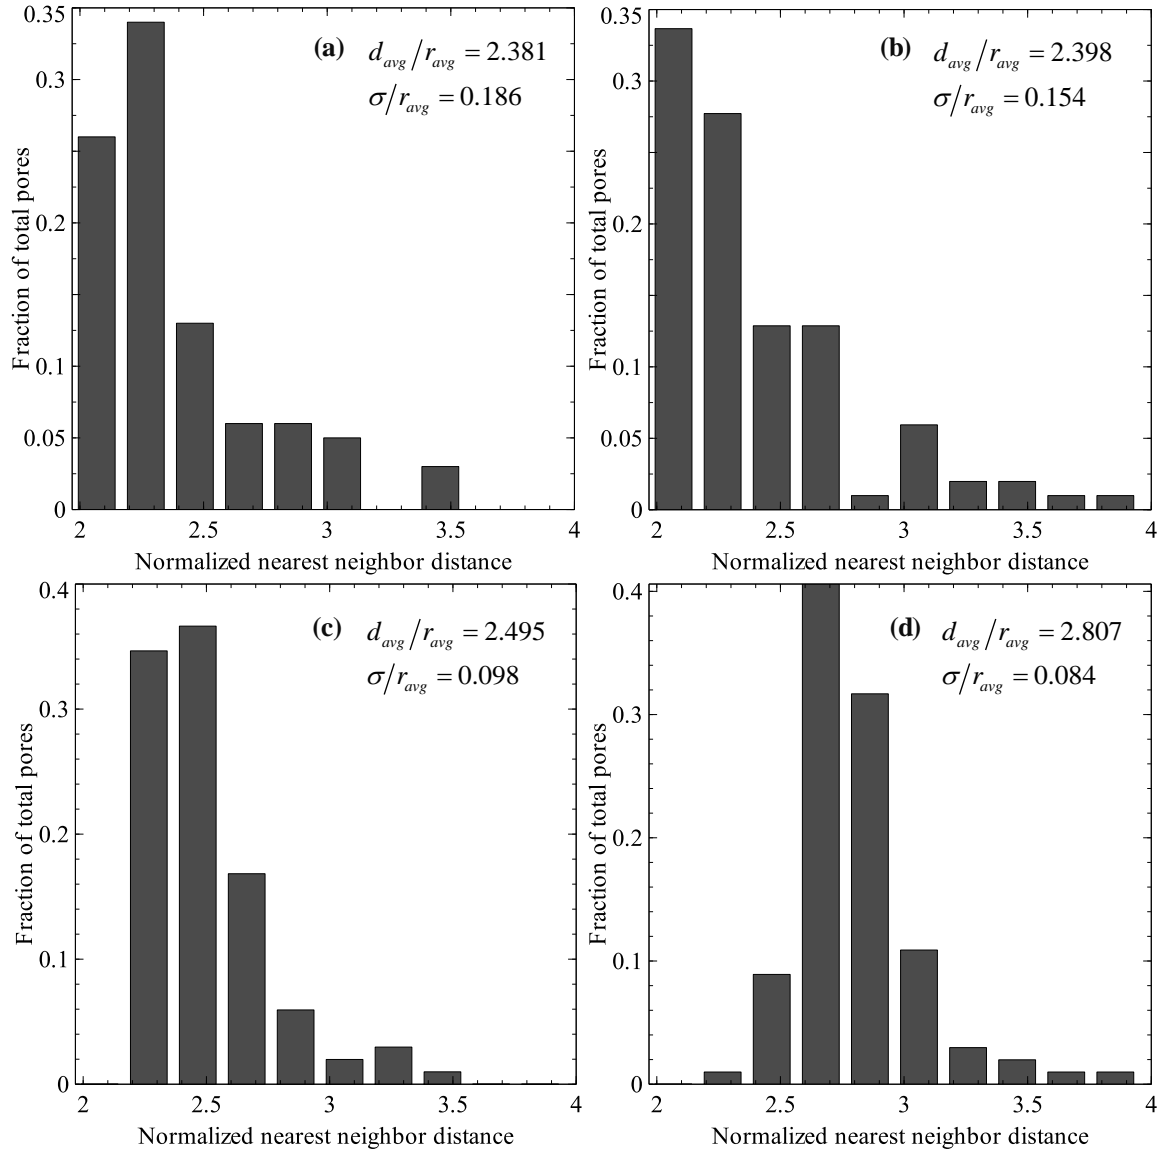 (a) d_avg/r_avg = 2.381
σ/r_avg = 0.186
Fraction of total pores
0.35
0.3
0.2
0.1
0.05
0
2 2.5 3 3.5 4
Normalized nearest neighbor distance
(b) d_avg/r_avg = 2.398
σ/r_avg = 0.154
Fraction of total pores
0.35
0.3
0.2
0.1
0.05
0
2 2.5 3 3.5 4
Normalized nearest neighbor distance
(c) d_avg/r_avg = 2.495
σ/r_avg = 0.098
Fraction of total pores
0.4
0.3
0.2
0.1
0
2 2.5 3 3.5 4
Normalized nearest neighbor distance
(d) d_avg/r_avg = 2.807
σ/r_avg = 0.084
Fraction of total pores
0.4
0.3
0.2
0.1
0
2 2.5 3 3.5 4
Normalized nearest neighbor distance